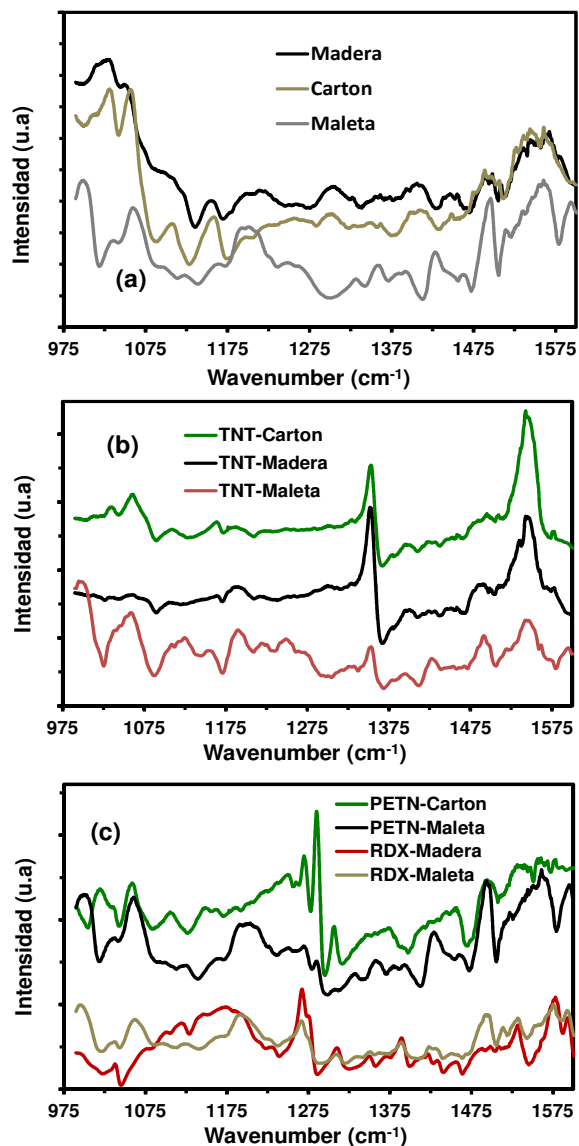 Madera
Carton
Maleta
Intensidad (u.a)
(a)
975 1075 1175 1275 1375 1475 1575
Wavenumber (cm-1)
(b)
TNT-Carton
TNT-Madera
TNT-Maleta
Intensidad (u.a)
975 1075 1175 1275 1375 1475 1575
Wavenumber (cm-1)
(c)
PETN-Carton
PETN-Maleta
RDX-Madera
RDX-Maleta
Intensidad (u.a)
975 1075 1175 1275 1375 1475 1575
Wavenumber (cm-1)